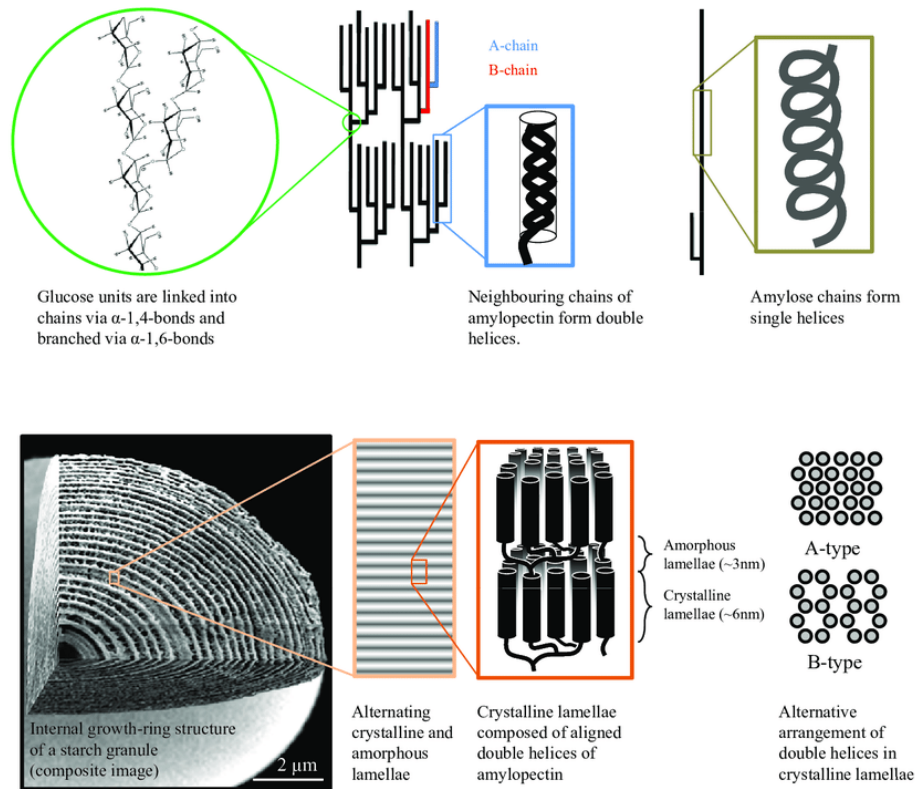 A-chain
B-chain
Glucose units are linked into
chains via α-1,4-bonds and
branched via α-1,6-bonds
Neighbouring chains of
amylopectin form double
helices.
Amylose chains form
single helices
Amorphous
lamellae (~3nm)
Crystalline
lamellae (~6nm)
A-type
B-type
Internal growth-ring structure
of a starch granule
(composite image)
2 μm
Alternating
crystalline and
amorphous
lamellae
Crystalline lamellae
composed of aligned
double helices of
amylopectin
Alternative
arrangement of
double helices in
crystalline lamellae